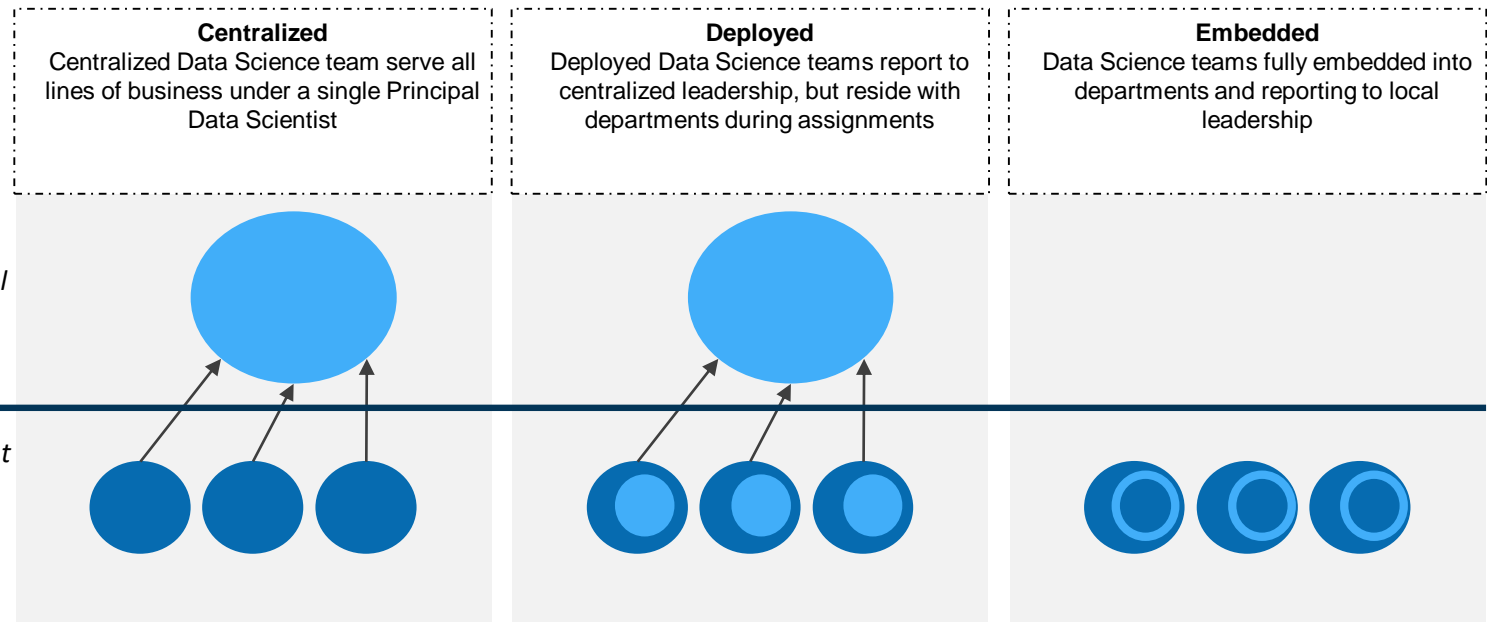 Centralized
Centralized Data Science team serve all
lines of business under a single Principal
Data Scientist
Deployed
Deployed Data Science teams report to
centralized leadership, but reside with
departments during assignments
Embedded
Data Science teams fully embedded into
departments and reporting to local
leadership
l
t